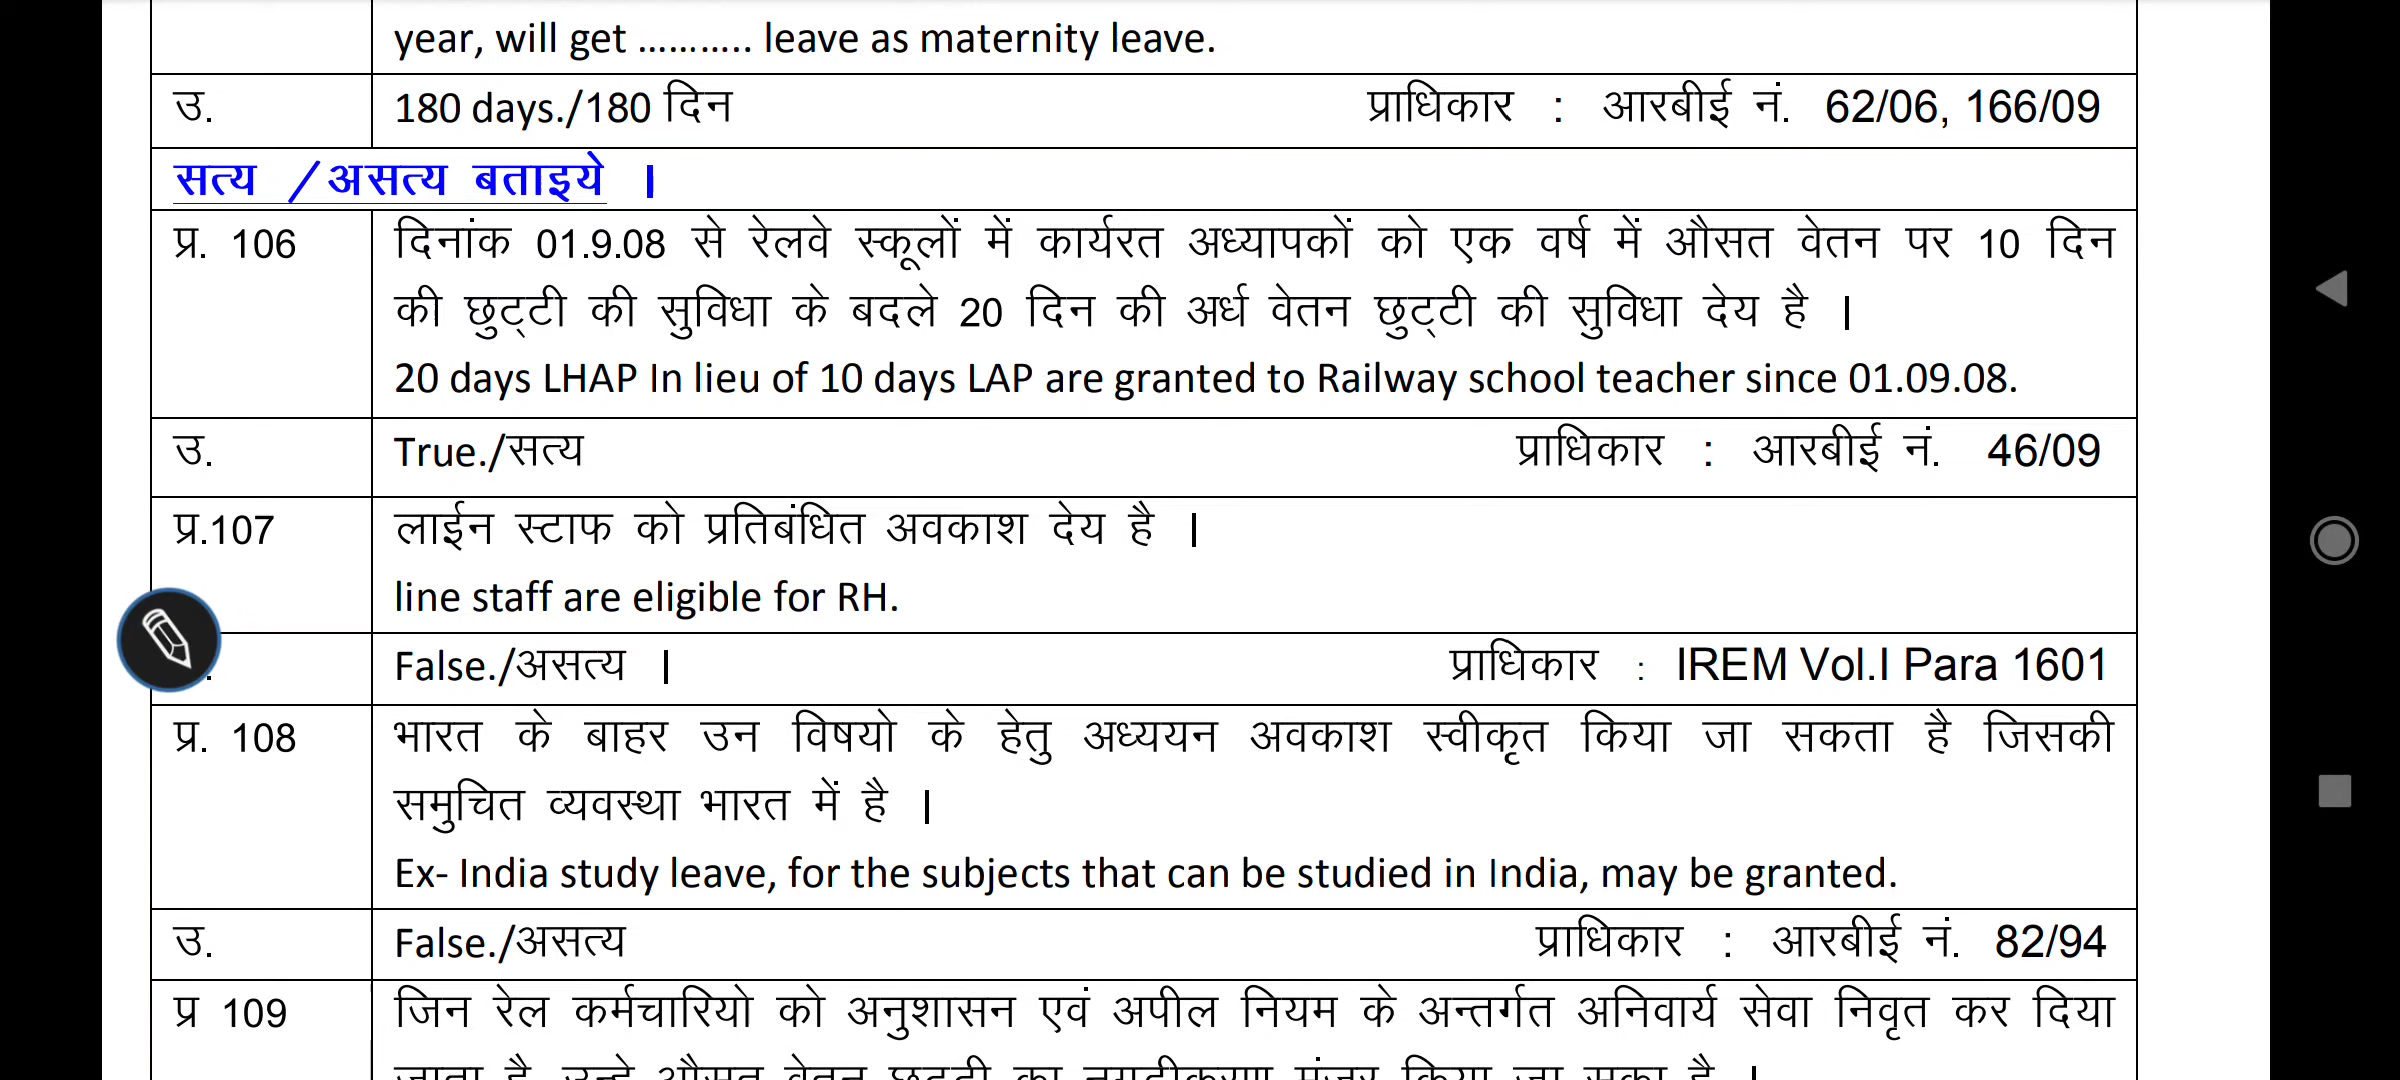 year, will get ........... leave as maternity leave.
उ. 180 days./180 दिन प्राधिकार : आरबीई नं. 62/06, 166/09
सत्य /असत्य बताइये ।
प्र. 106 दिनांक 01.9.08 से रेलवे स्कूलों में कार्यरत अध्यापकों को एक वर्ष में औसत वेतन पर 10 दिन
की छुट्टी की सुविधा के बदले 20 दिन की अर्ध वेतन छुट्टी की सुविधा देय है ।
20 days LHAP In lieu of 10 days LAP are granted to Railway school teacher since 01.09.08.
उ. True./सत्य प्राधिकार : आरबीई नं. 46/09
प्र.107 लाईन स्टाफ को प्रतिबंधित अवकाश देय है ।
line staff are eligible for RH.
False./असत्य । प्राधिकार : IREM Vol.I Para 1601
प्र. 108 भारत के बाहर उन विषयो के हेतु अध्ययन अवकाश स्वीकृत किया जा सकता है जिसकी
समुचित व्यवस्था भारत में है ।
Ex- India study leave, for the subjects that can be studied in India, may be granted.
उ. False./असत्य प्राधिकार : आरबीई नं. 82/94
प्र 109 जिन रेल कर्मचारियो को अनुशासन एवं अपील नियम के अन्तर्गत अनिवार्य सेवा निवृत कर दिया
जाता है उन्हे औसत वेतन छुट्टी का नगदीकरण मंजूर किया जा सका है ।